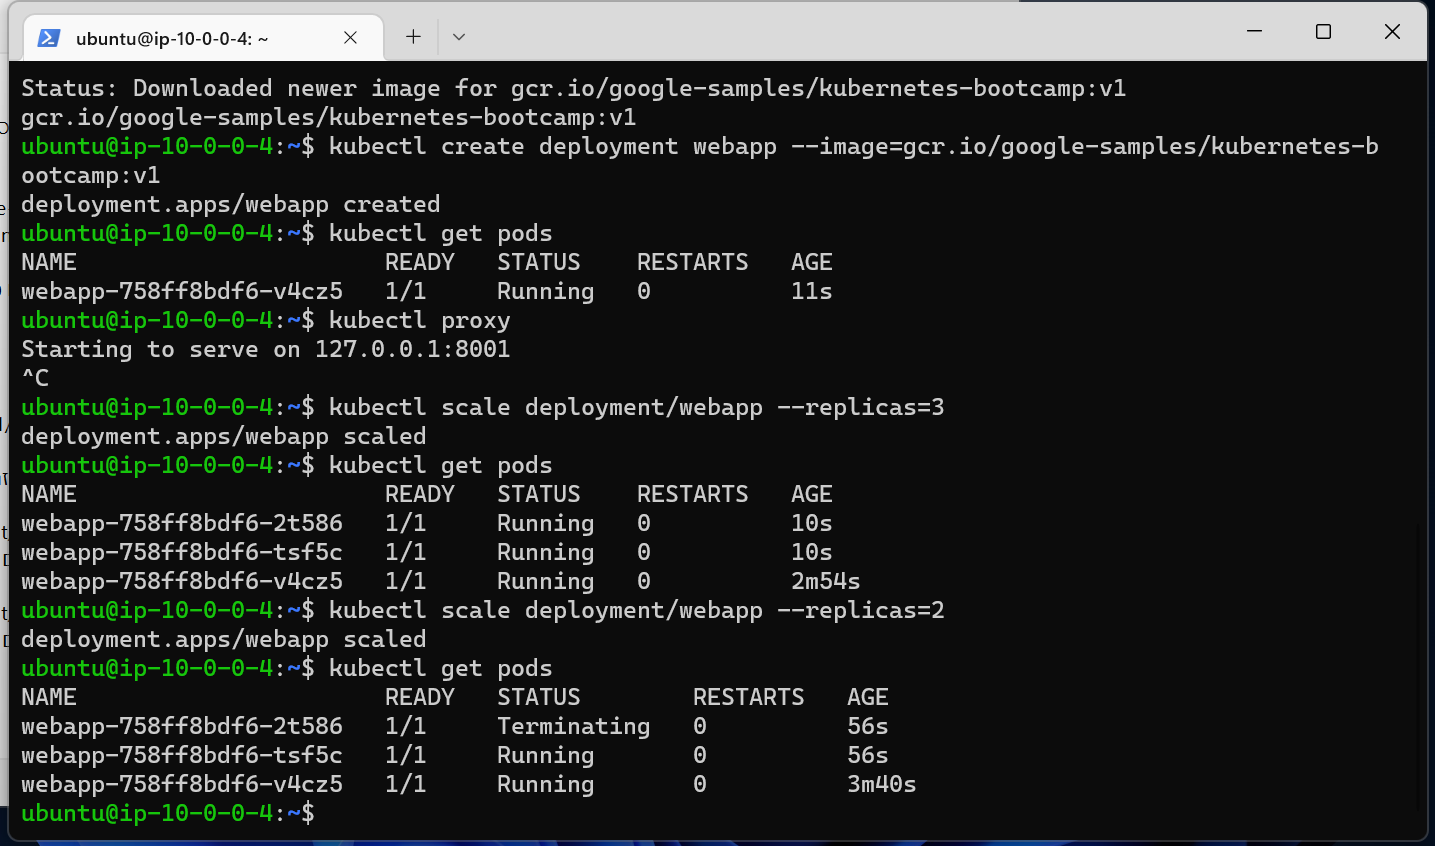 ubuntu@ip-10-0-0-4: ~
Status: Downloaded newer image for gcr.io/google-samples/kubernetes-bootcamp:v1
gcr.io/google-samples/kubernetes-bootcamp:v1
ubuntu@ip-10-0-0-4:~$ kubectl create deployment webapp --image=gcr.io/google-samples/kubernetes-b
ootcamp:v1
deployment.apps/webapp created
ubuntu@ip-10-0-0-4:~$ kubectl get pods
NAME                      READY   STATUS    RESTARTS   AGE
webapp-758ff8bdf6-v4cz5   1/1     Running   0          11s
ubuntu@ip-10-0-0-4:~$ kubectl proxy
Starting to serve on 127.0.0.1:8001
^C
ubuntu@ip-10-0-0-4:~$ kubectl scale deployment/webapp --replicas=3
deployment.apps/webapp scaled
ubuntu@ip-10-0-0-4:~$ kubectl get pods
NAME                      READY   STATUS    RESTARTS   AGE
webapp-758ff8bdf6-2t586   1/1     Running   0          10s
webapp-758ff8bdf6-tsf5c   1/1     Running   0          10s
webapp-758ff8bdf6-v4cz5   1/1     Running   0          2m54s
ubuntu@ip-10-0-0-4:~$ kubectl scale deployment/webapp --replicas=2
deployment.apps/webapp scaled
ubuntu@ip-10-0-0-4:~$ kubectl get pods
NAME                      READY   STATUS        RESTARTS   AGE
webapp-758ff8bdf6-2t586   1/1     Terminating   0          56s
webapp-758ff8bdf6-tsf5c   1/1     Running       0          56s
webapp-758ff8bdf6-v4cz5   1/1     Running       0          3m40s
ubuntu@ip-10-0-0-4:~$